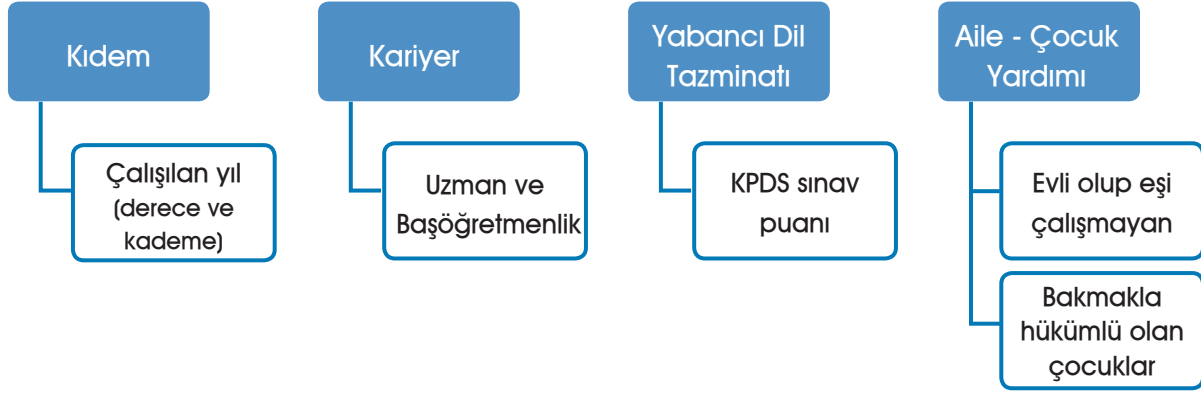 Kıdem
Çalışılan yıl
(derece ve
kademe)
Kariyer
Uzman ve
Başöğretmenlik
Yabancı Dil
Tazminatı
KPDS sınav
puanı
Aile - Çocuk
Yardımı
Evli olup eşi
çalışmayan
Bakmakla
hükümlü olan
çocuklar